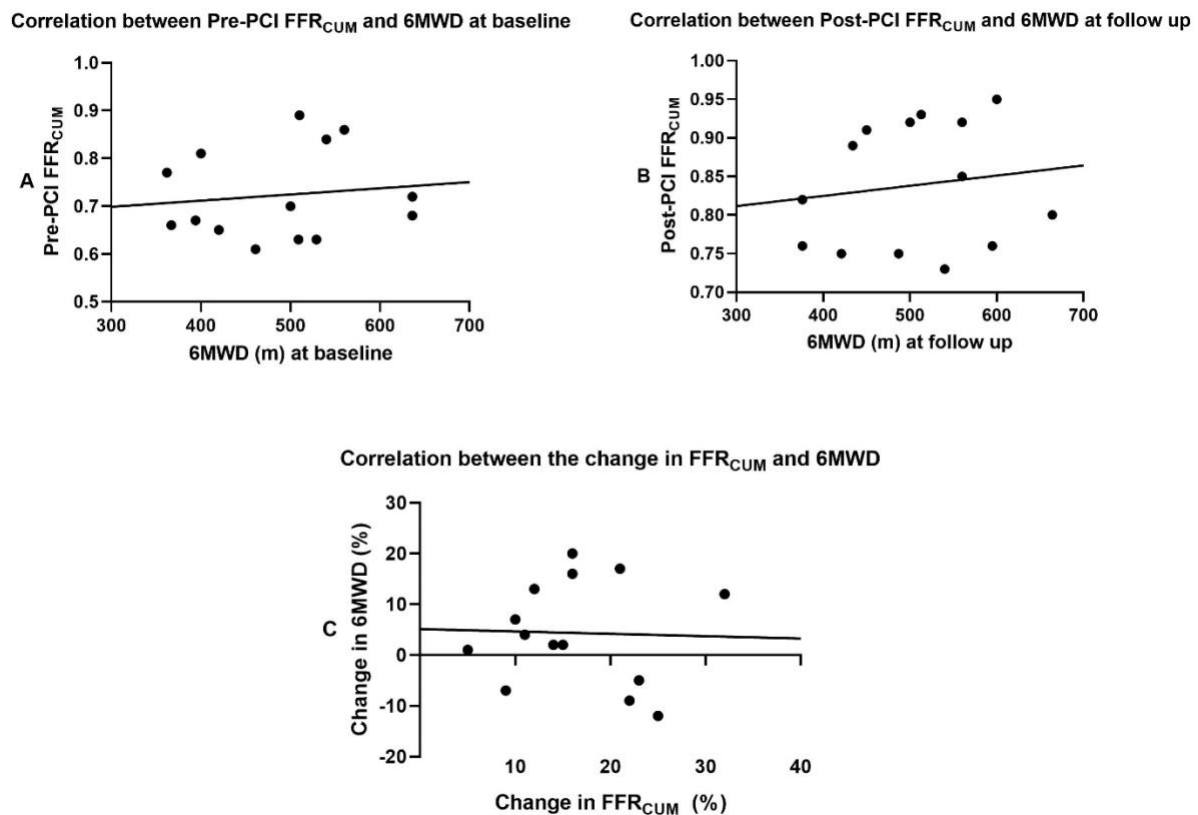 Correlation between Pre-PCI FFRCUM and 6MWD at baseline
A
Pre-PCI FFRCUM
1.0
0.9
0.8
0.7
0.6
0.5
300 400 500 600 700
6MWD (m) at baseline
Correlation between Post-PCI FFRCUM and 6MWD at follow up
B
Post-PCI FFRCUM
1.00
0.95
0.90
0.85
0.80
0.75
0.70
300 400 500 600 700
6MWD (m) at follow up
Correlation between the change in FFRCUM and 6MWD
C
Change in 6MWD (%)
30
20
10
0
-10
-20
10 20 30 40
Change in FFRCUM (%)